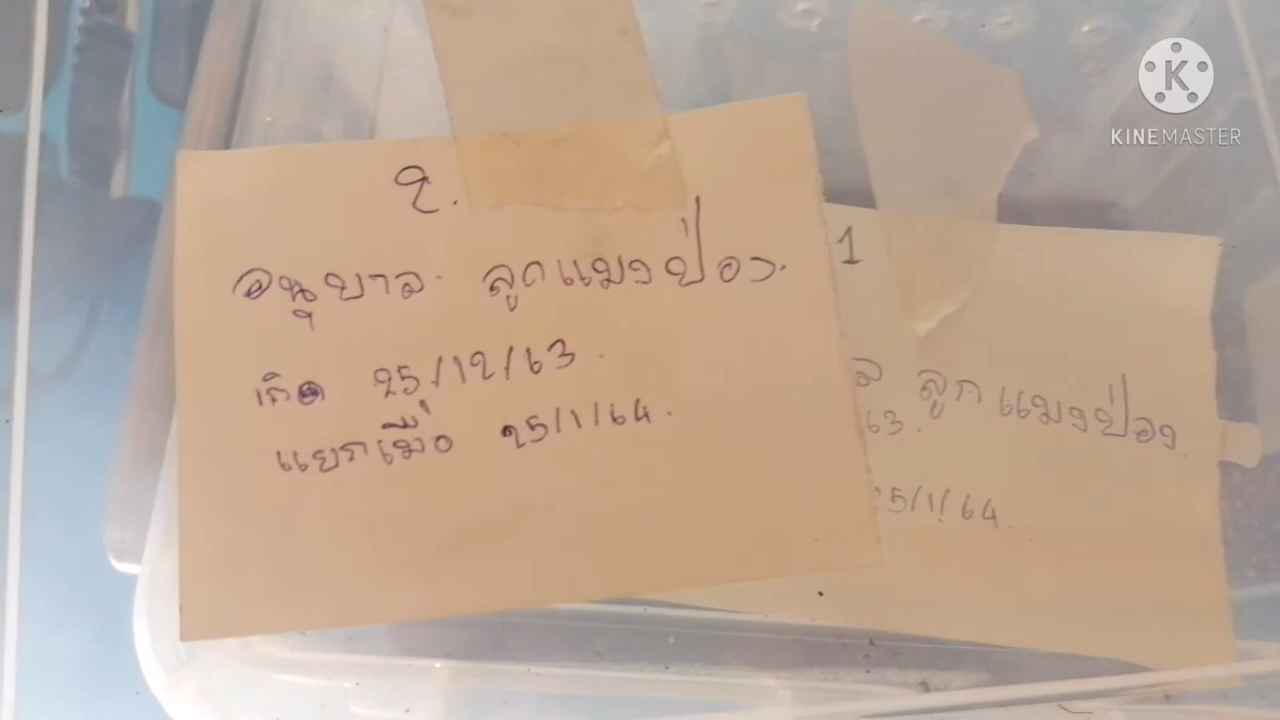 2.
อนุบาล ลูกแมงป่อง.
เกิด 25/12/63
แยกเมื่อ 25/1/64.
1
ล ลูกแมงป่อง
63.
25/1/64.
KINEMASTER